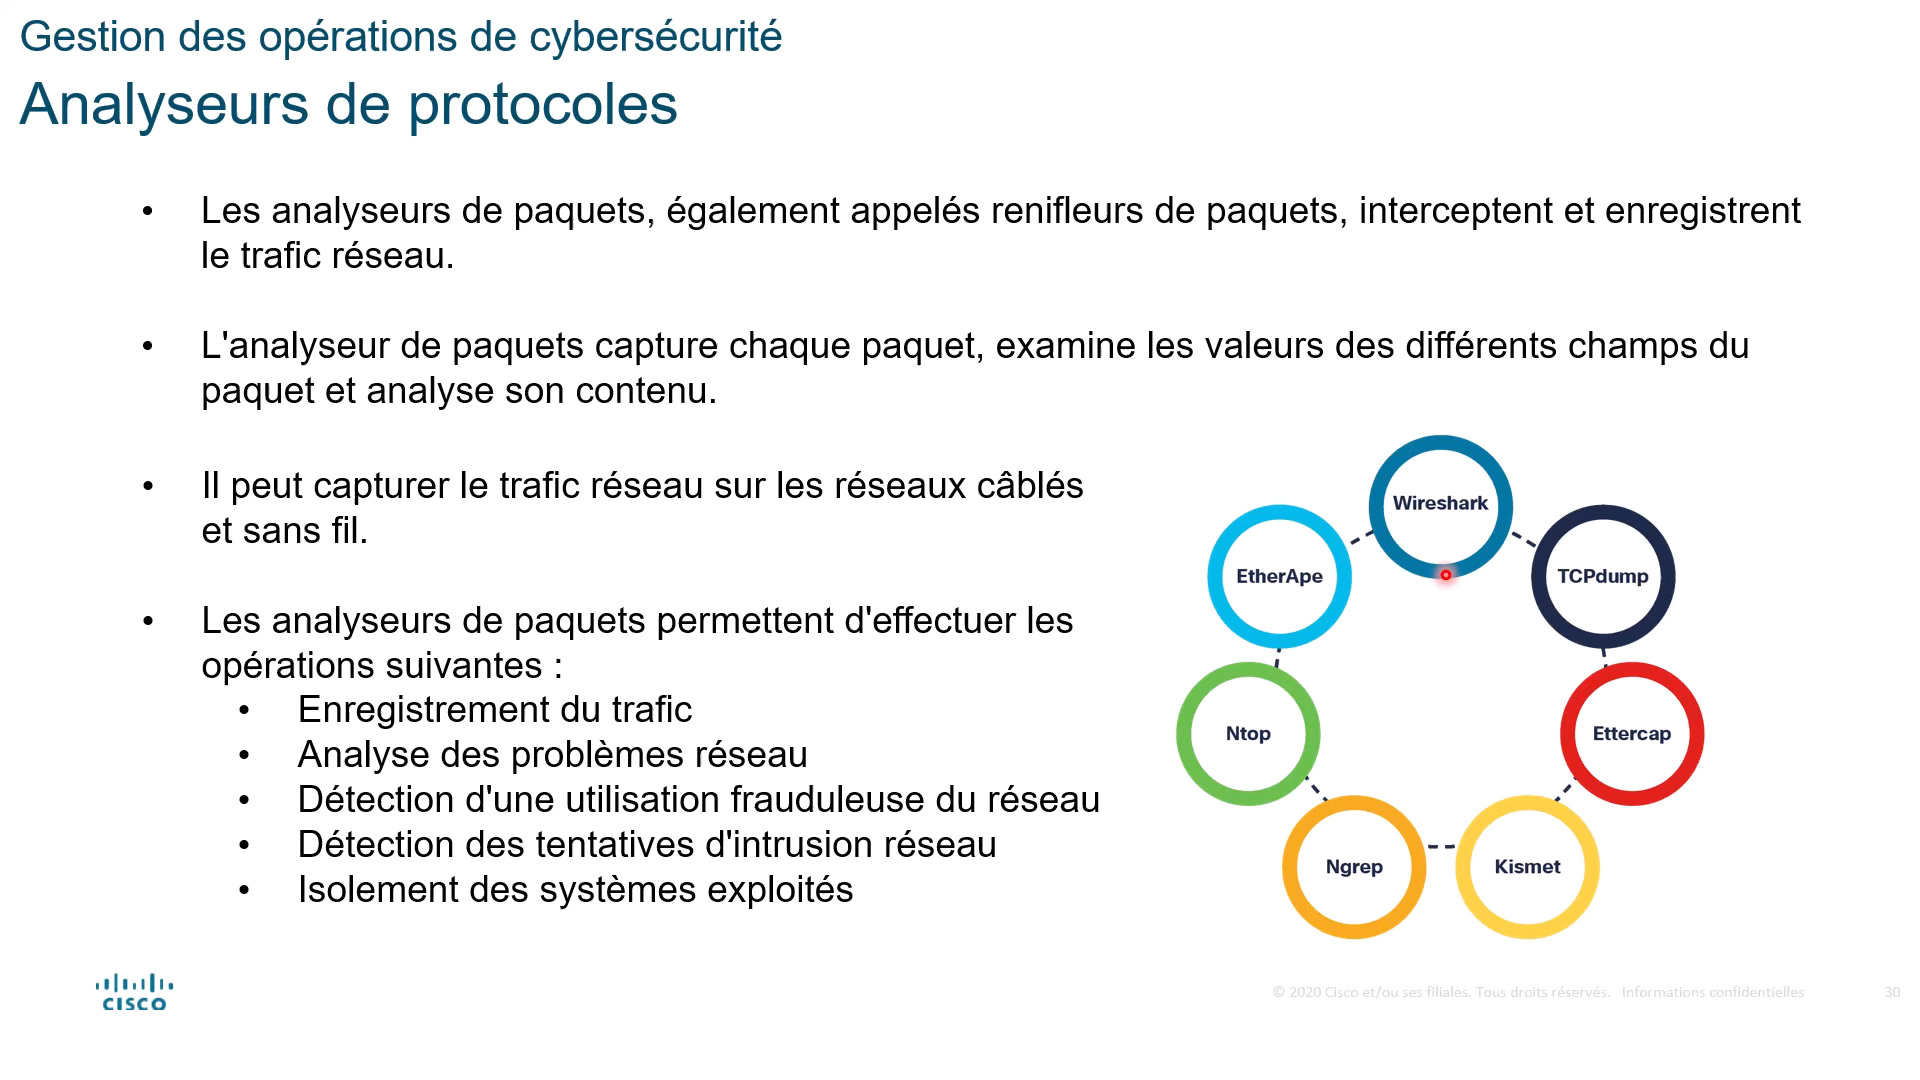 Gestion des opérations de cybersécurité
Analyseurs de protocoles
• Les analyseurs de paquets, également appelés renifleurs de paquets, interceptent et enregistrent
le trafic réseau.
• L'analyseur de paquets capture chaque paquet, examine les valeurs des différents champs du
paquet et analyse son contenu.
• Il peut capturer le trafic réseau sur les réseaux câblés
et sans fil.
• Les analyseurs de paquets permettent d'effectuer les
opérations suivantes :
• Enregistrement du trafic
• Analyse des problèmes réseau
• Détection d'une utilisation frauduleuse du réseau
• Détection des tentatives d'intrusion réseau
• Isolement des systèmes exploités
Wireshark
EtherApe
TCPdump
Ntop
Ettercap
Ngrep
Kismet
CISCO
© 2020 Cisco et/ou ses filiales. Tous droits réservés. Informations confidentielles
30